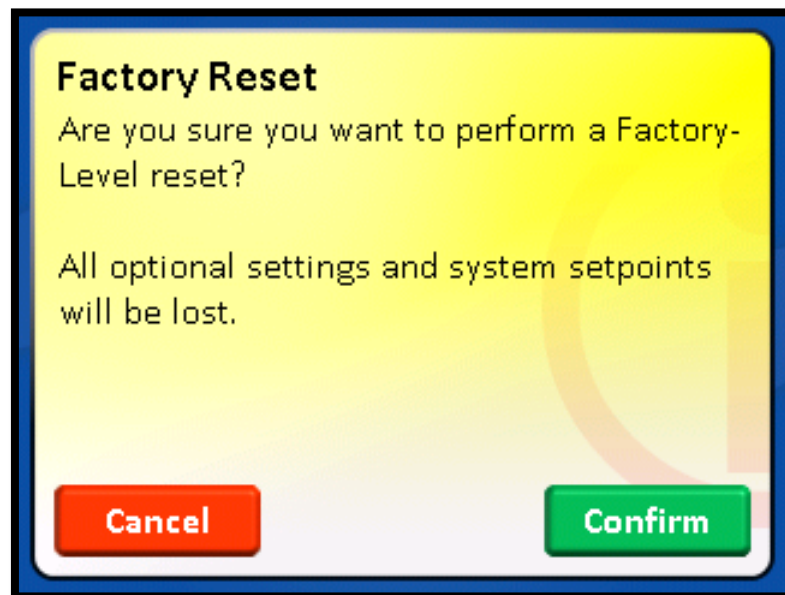 Factory Reset
Are you sure you want to perform a Factory-
Level reset?
All optional settings and system setpoints
will be lost.
Cancel
Confirm